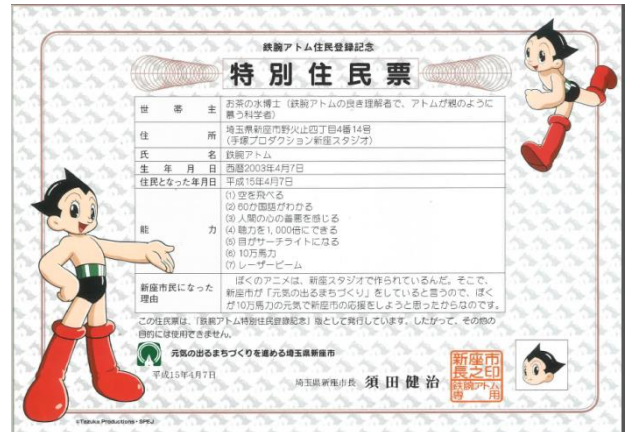 鉄腕アトム住民登録記念
特別住民票
世帯主
お茶の水博士（鉄腕アトムの良き理解者で、アトムが親のように
慕う科学者）
住所
埼玉県新座市野火止四丁目4番14号
（手塚プロダクション新座スタジオ）
氏名
鉄腕アトム
生年月日
西暦2003年4月7日
住民となった年月日
平成15年4月7日
能力
(1) 空を飛べる
(2) 60か国語がわかる
(3) 人間の心の善悪を感じる
(4) 聴力を1,000倍にできる
(5) 目がサーチライトになる
(6) 10万馬力
(7) レーザービーム
新座市民になった
理由
ぼくのアニメは、新座スタジオで作られているんだ。そこで、
新座市が「元気の出るまちづくり」をしていると言うので、ぼく
が10万馬力の元気で新座市の応援をしようと思ったからなのです。
この住民票は、「鉄腕アトム特別住民登録記念」版として発行しています。したがって、その他の
目的には使用できません。
元気の出るまちづくりを進める埼玉県新座市
平成15年4月7日
埼玉県新座市長 須田健治
新座市
長之印
鉄腕アトム
専用
©Tezuka Productions・SPEJ